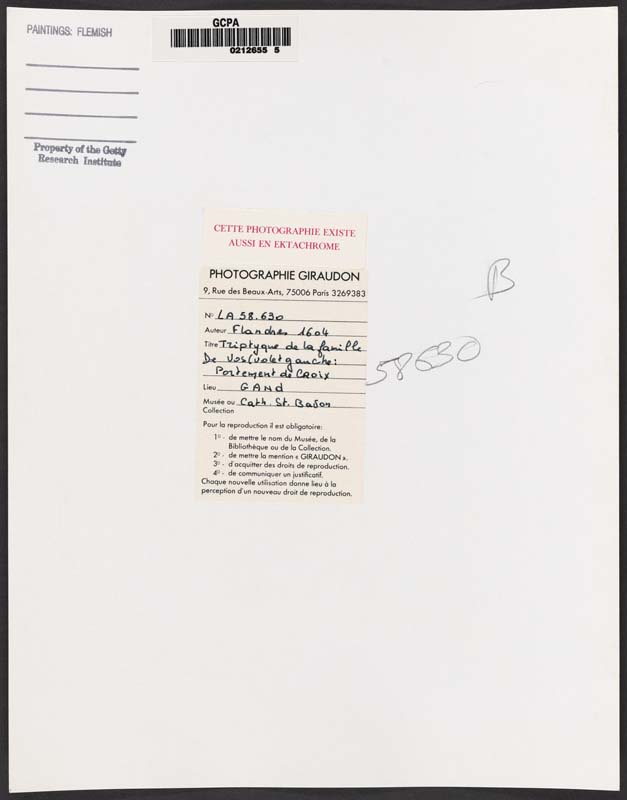 PAINTINGS: FLEMISH
GCPA
0212655 5
Property of the Getty
Research Institute
CETTE PHOTOGRAPHIE EXISTE
AUSSI EN EKTACHROME
PHOTOGRAPHIE GIRAUDON
9, Rue des Beaux-Arts, 75006 Paris 3269383
No LA 58.630
Auteur Flandres 1604
Titre Triptyque de la famille
De Vos (volet gauche:
Portement de Croix
Lieu GAND
Musée ou Cath. St. Bavon
Collection
Pour la reproduction il est obligatoire:
1o - de mettre le nom du Musée, de la
Bibliothèque ou de la Collection.
2o - de mettre la mention « GIRAUDON ».
3o - d'acquitter des droits de reproduction.
4o - de communiquer un justificatif.
Chaque nouvelle utilisation donne lieu à la
perception d'un nouveau droit de reproduction.
B
58630